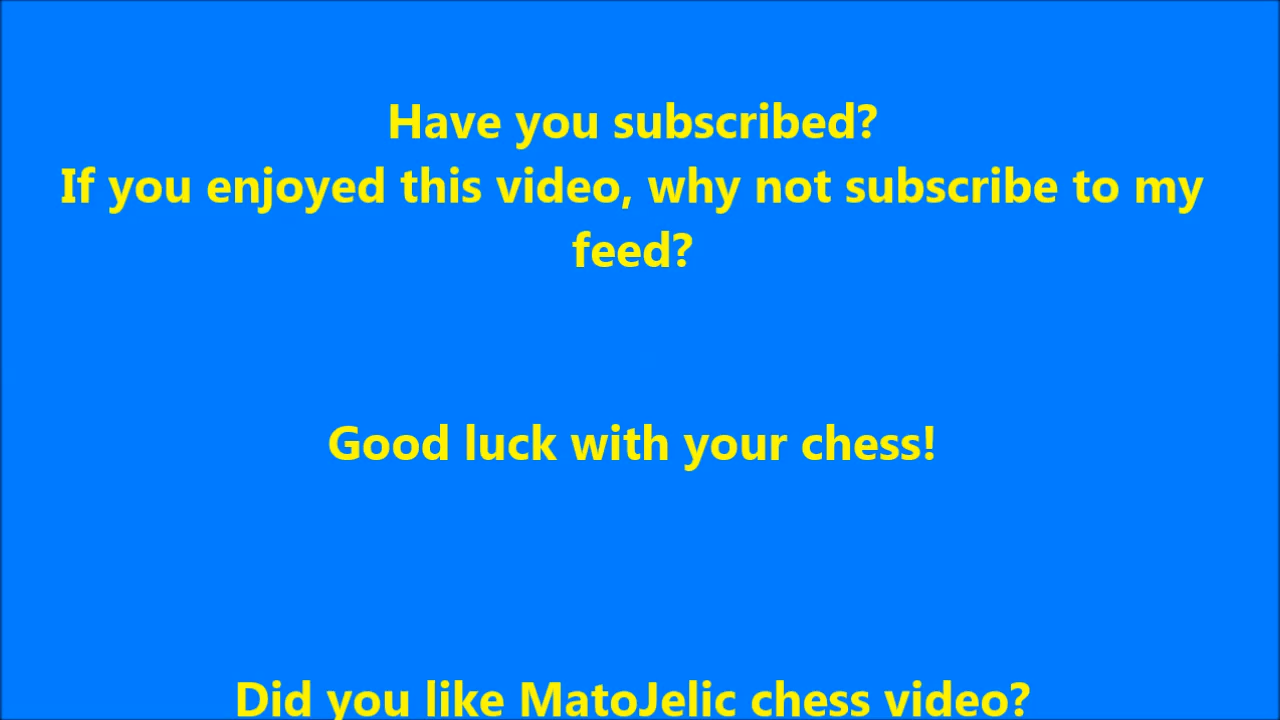 Have you subscribed?
If you enjoyed this video, why not subscribe to my
feed?
Good luck with your chess!
Did you like MatoJelic chess video?